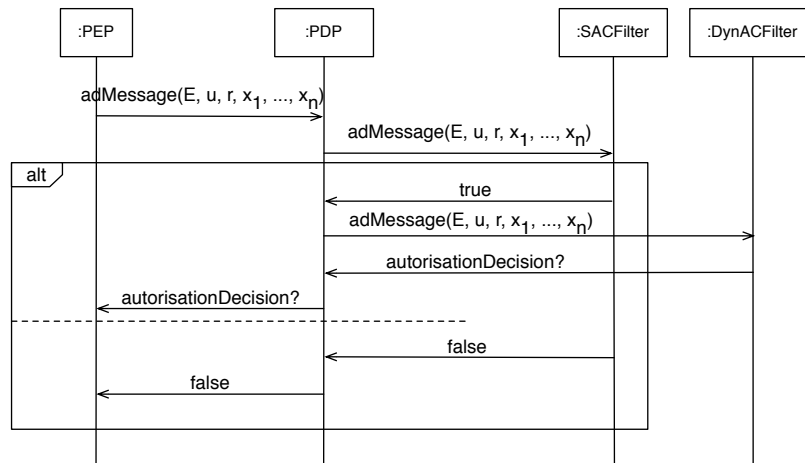 :PEP :PDP :SACFilter :DynACFilter
adMessage(E, u, r, x1, ..., xn)
adMessage(E, u, r, x1, ..., xn)
alt
true
adMessage(E, u, r, x1, ..., xn)
autorisationDecision?
autorisationDecision?
false
false